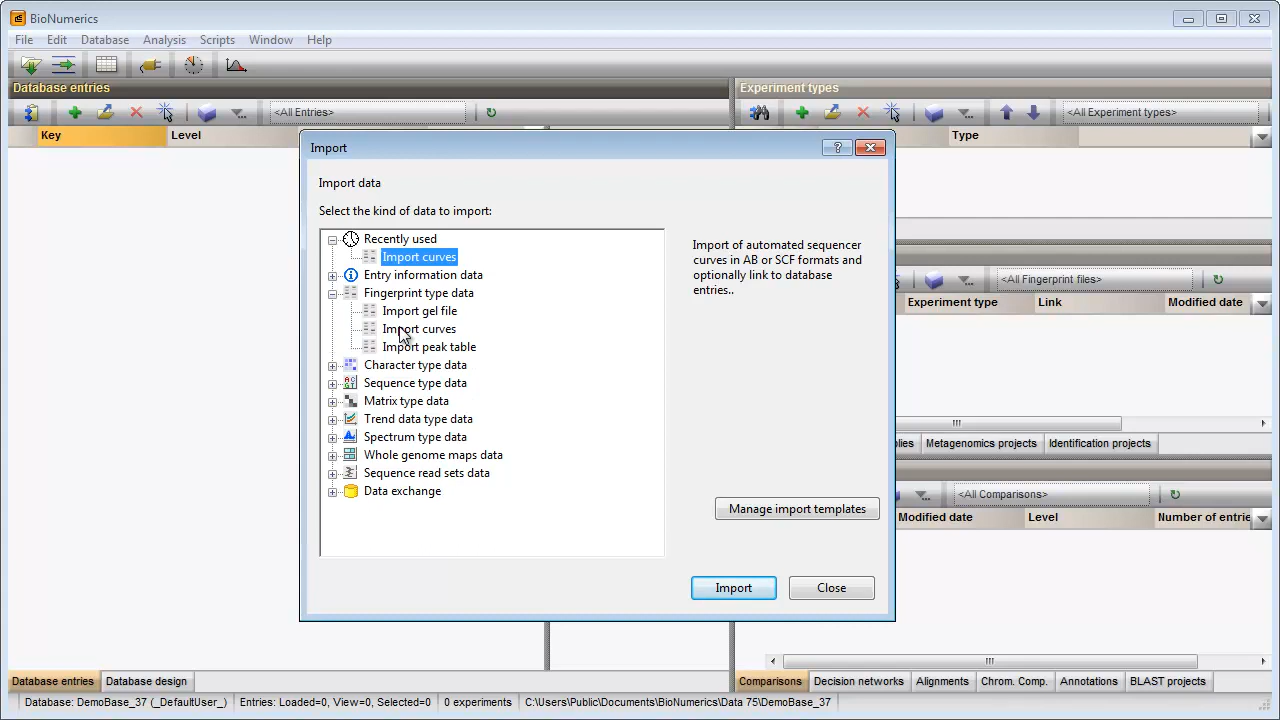 BioNumerics
File Edit Database Analysis Scripts Window Help
Database entries
Experiment types
<All Entries>
<All Experiment types>
Key Level
Type
Import
Import data
Select the kind of data to import:
Recently used
Import curves
Entry information data
Fingerprint type data
Import gel file
Import curves
Import peak table
Character type data
Sequence type data
Matrix type data
Trend data type data
Spectrum type data
Whole genome maps data
Sequence read sets data
Data exchange
Import of automated sequencer
curves in AB or SCF formats and
optionally link to database
entries..
Manage import templates
Import Close
<All Fingerprint files>
Experiment type Link Modified date
Metagenomics projects Identification projects
<All Comparisons>
Modified date Level Number of entrie
Database entries Database design
Comparisons Decision networks Alignments Chrom. Comp. Annotations BLAST projects
Database: DemoBase_37 (_DefaultUser_) Entries: Loaded=0, View=0, Selected=0 0 experiments C:\Users\Public\Documents\BioNumerics\Data 75\DemoBase_37